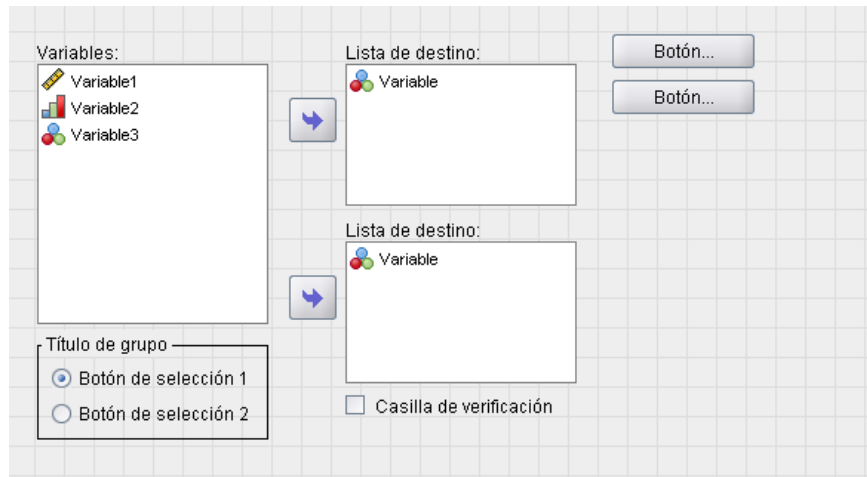 Variables:
Variable1
Variable2
Variable3
Título de grupo
Botón de selección 1
Botón de selección 2
Lista de destino:
Variable
Lista de destino:
Variable
Casilla de verificación
Botón...
Botón...